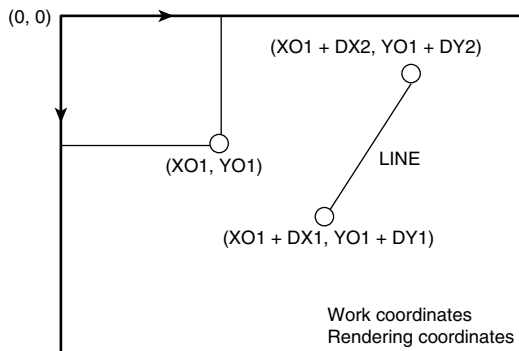 (0, 0)
(XO1 + DX2, YO1 + DY2)
(XO1, YO1)
LINE
(XO1 + DX1, YO1 + DY1)
Work coordinates
Rendering coordinates